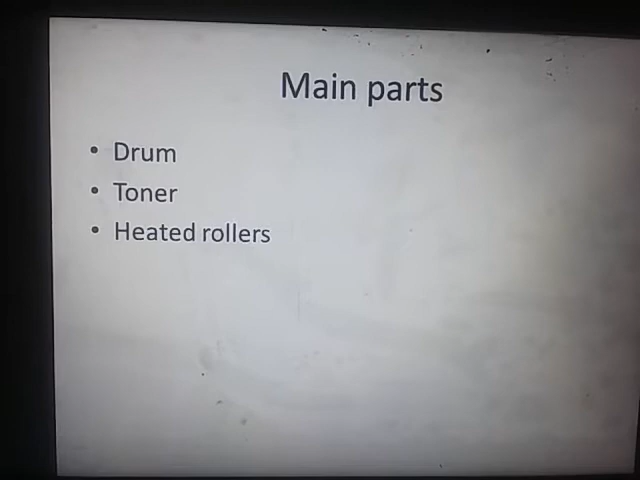 Main parts
• Drum
• Toner
• Heated rollers